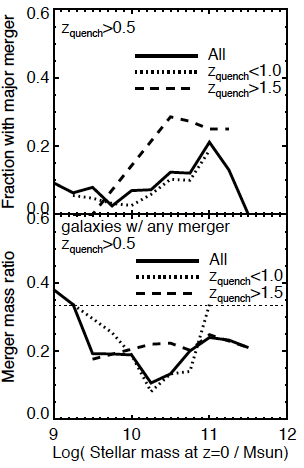 0.6
z_quench>0.5
All
z_quench<1.0
z_quench>1.5
0.4
0.2
0.0
Fraction with major merger
0.6
galaxies w/ any merger
z_quench>0.5
All
z_quench<1.0
z_quench>1.5
0.4
0.2
0.0
Merger mass ratio
9 10 11 12
Log( Stellar mass at z=0 / Msun)